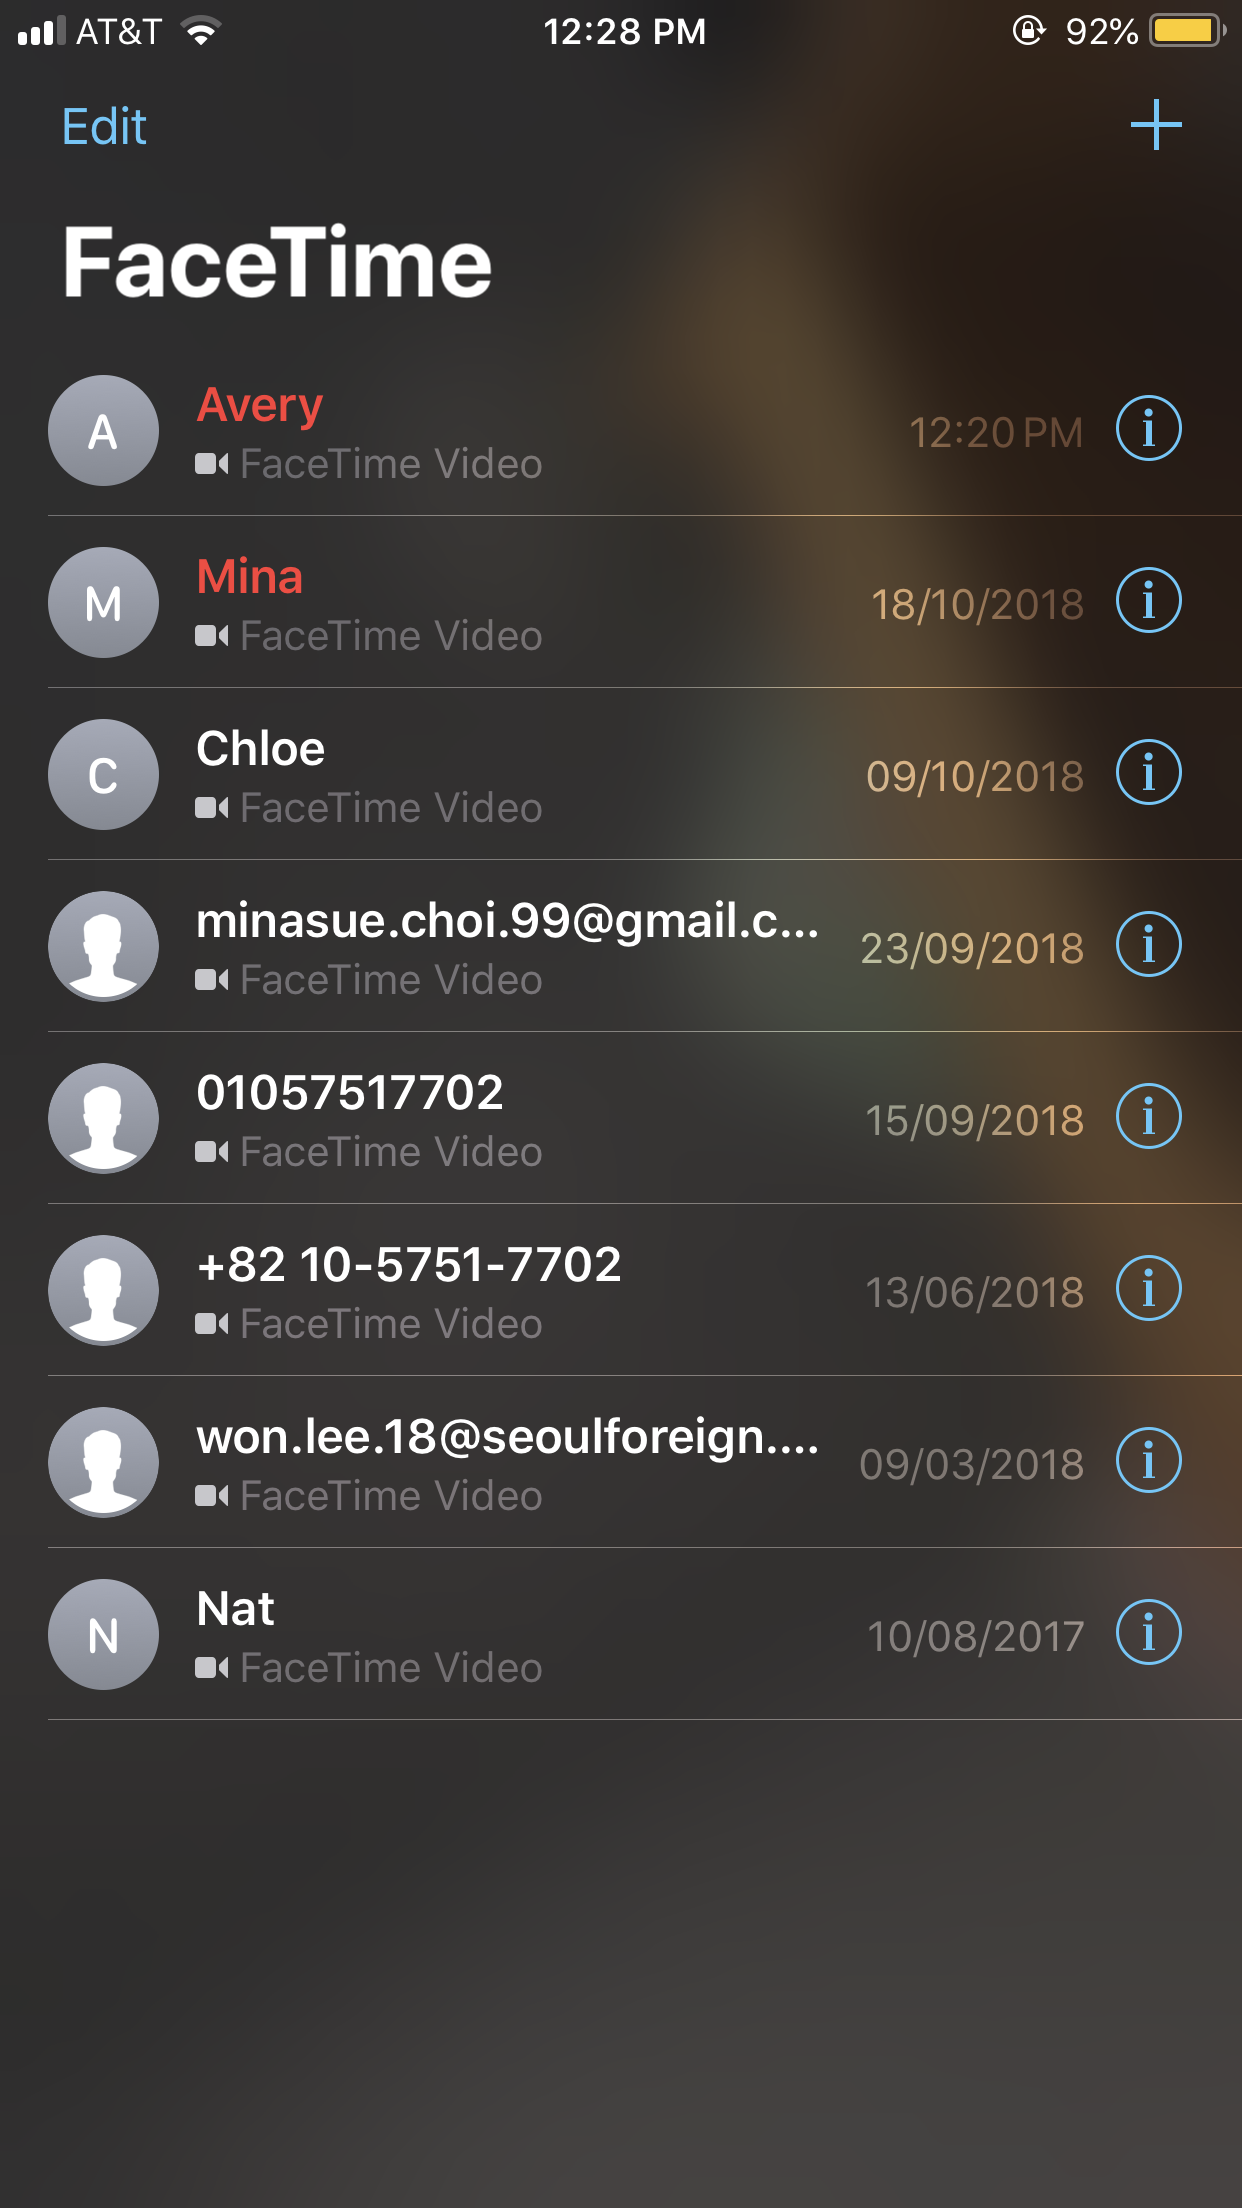 AT&T
12:28 PM
92%
Edit
FaceTime
A
Avery
FaceTime Video
12:20 PM
M
Mina
FaceTime Video
18/10/2018
C
Chloe
FaceTime Video
09/10/2018
minasue.choi.99@gmail.c...
FaceTime Video
23/09/2018
01057517702
FaceTime Video
15/09/2018
+82 10-5751-7702
FaceTime Video
13/06/2018
won.lee.18@seoulforeign....
FaceTime Video
09/03/2018
N
Nat
FaceTime Video
10/08/2017